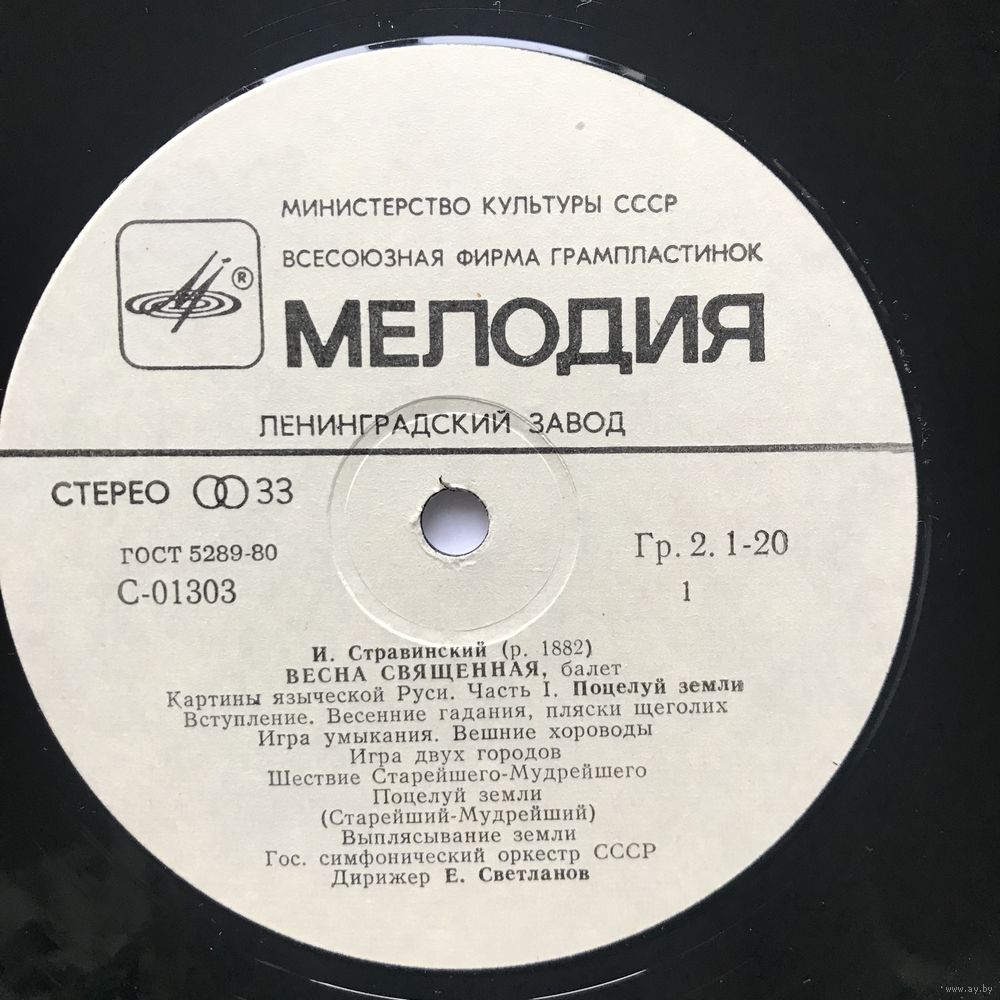 МИНИСТЕРСТВО КУЛЬТУРЫ СССР
ВСЕСОЮЗНАЯ ФИРМА ГРАМПЛАСТИНОК
®
МЕЛОДИЯ
ЛЕНИНГРАДСКИЙ ЗАВОД
СТЕРЕО 33
ГОСТ 5289-80
С-01303
Гр. 2. 1-20
1
И. Стравинский (р. 1882)
ВЕСНА СВЯЩЕННАЯ, балет
Картины языческой Руси. Часть I. Поцелуй земли
Вступление. Весенние гадания, пляски щеголих
Игра умыкания. Вешние хороводы
Игра двух городов
Шествие Старейшего-Мудрейшего
Поцелуй земли
(Старейший-Мудрейший)
Выплясывание земли
Гос. симфонический оркестр СССР
Дирижер Е. Светланов
www.ay.by